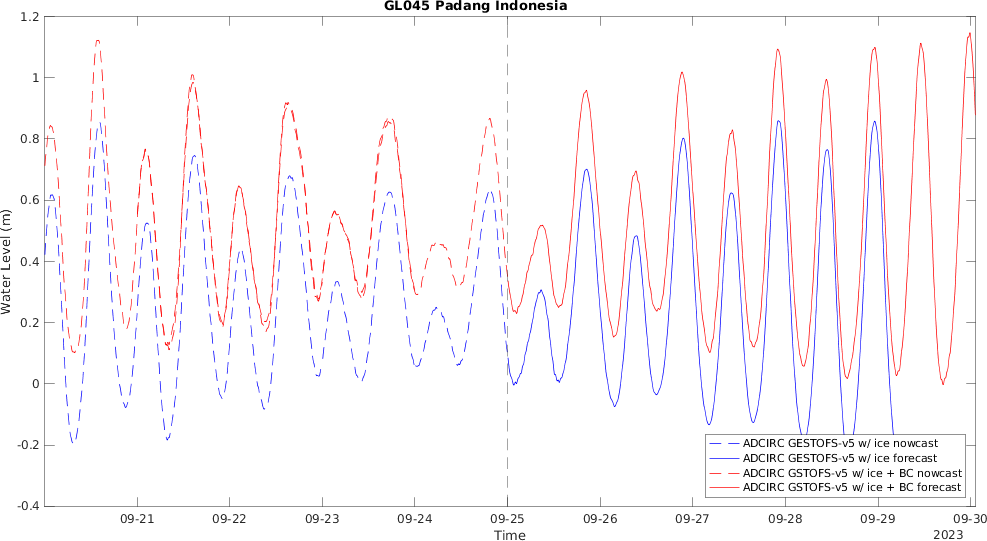 GL045 Padang Indonesia
1.2
1
0.8
0.6
0.4
0.2
0
-0.2
-0.4
Water Level (m)
ADCIRC GESTOFS-v5 w/ ice nowcast
ADCIRC GESTOFS-v5 w/ ice forecast
ADCIRC GSTOFS-v5 w/ ice + BC nowcast
ADCIRC GSTOFS-v5 w/ ice + BC forecast
09-21 09-22 09-23 09-24 09-25 09-26 09-27 09-28 09-29 09-30
Time
2023